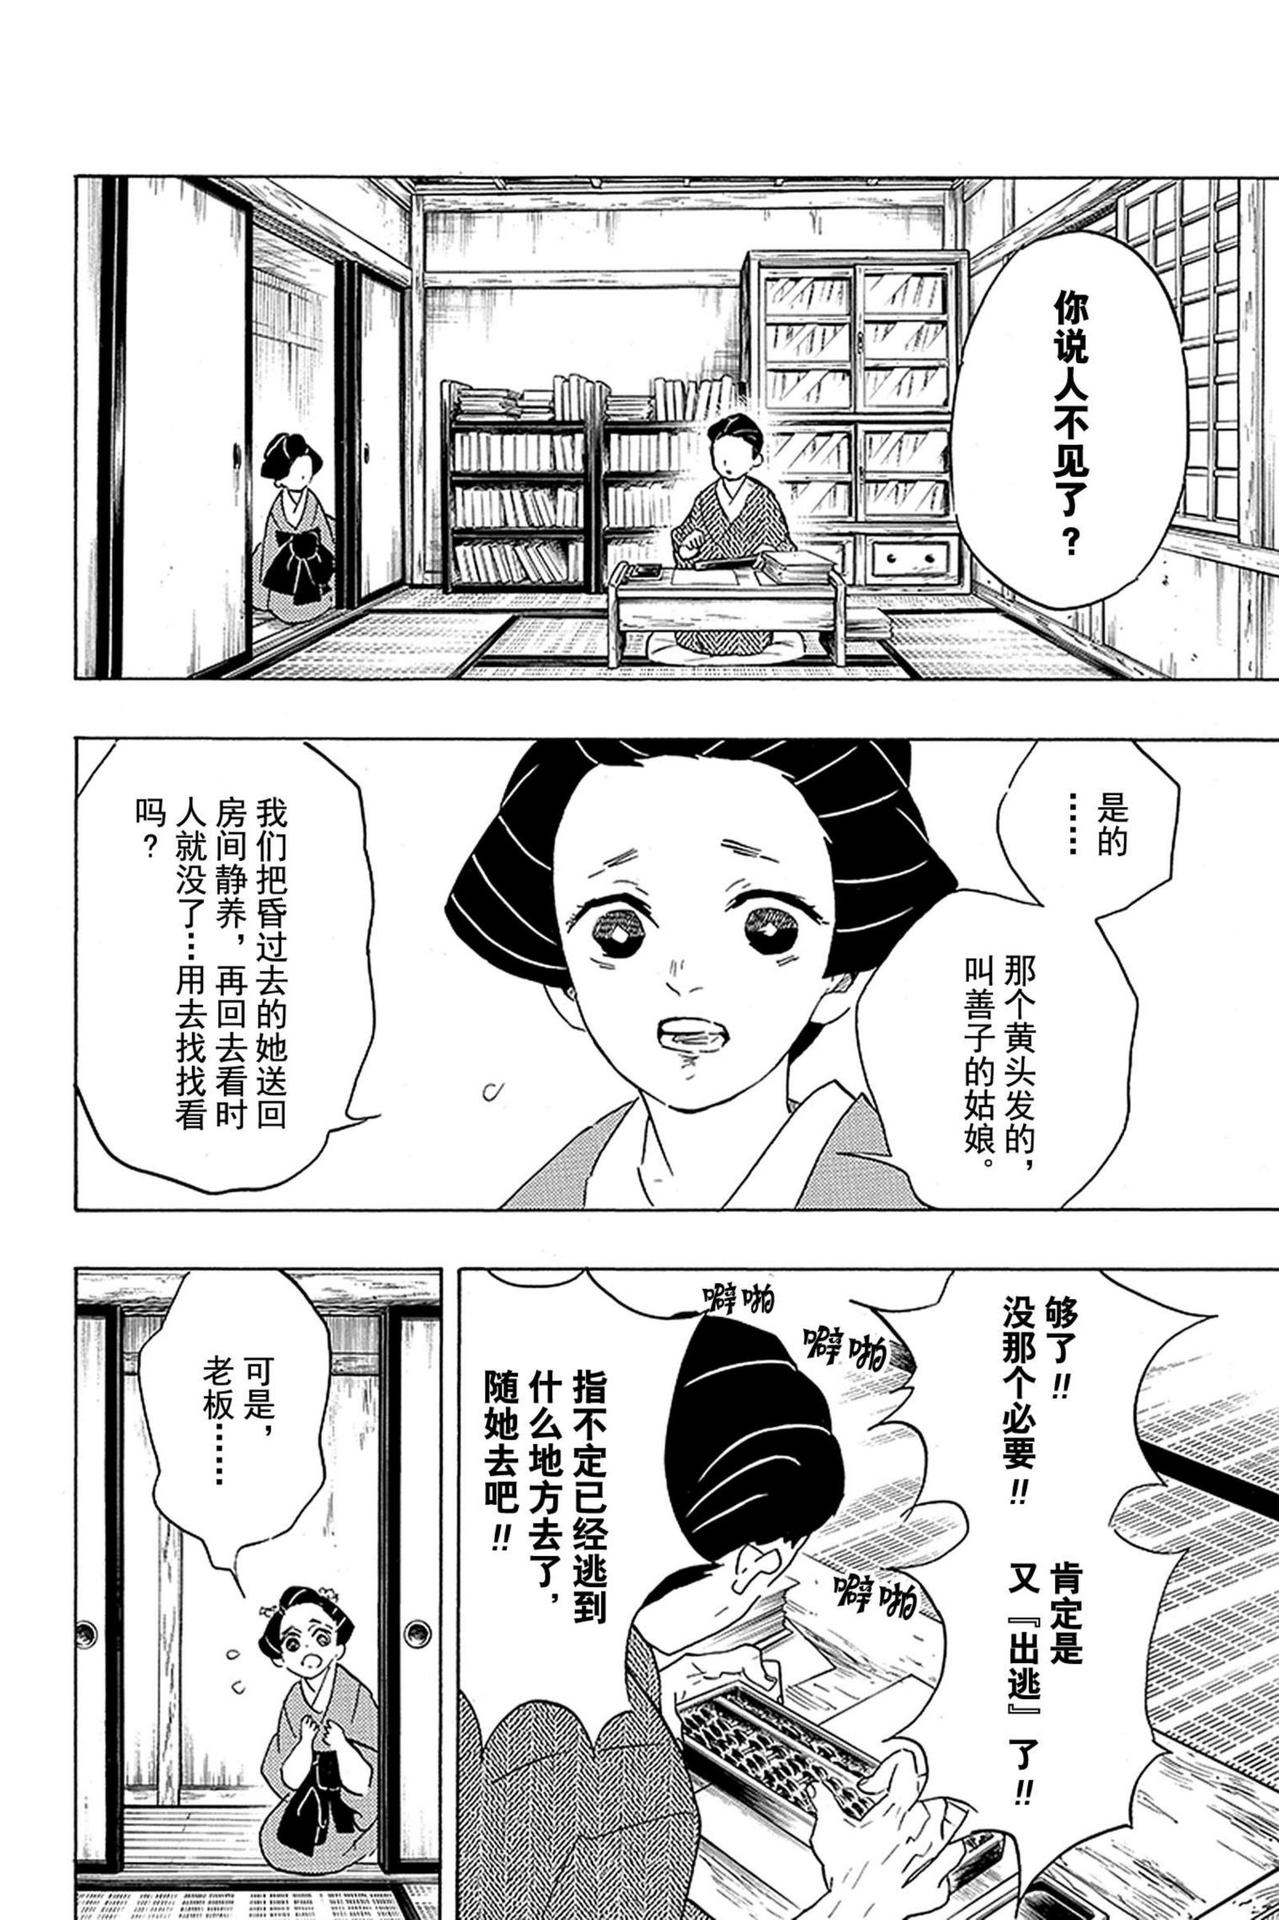 你说人不见了？
是的
……
那个黄头发的，
叫善子的姑娘。
我们把昏过去的她送回
房间静养，再回去看时
人就没了…用去找找看
吗？
噼啪
噼啪
噼啪
够了!!
没那个必要!!
肯定是
又『出逃』了!!
指不定已经逃到
什么地方去了，
随她去吧!!
可是，
老板……